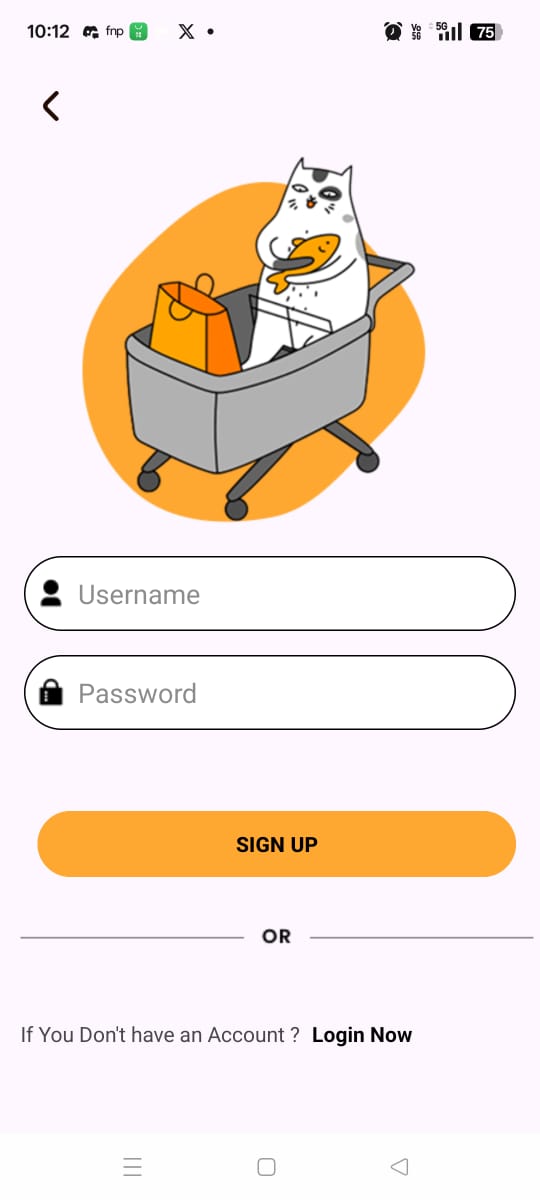 10:12 fnp X Vo 5G 5G 75
Username
Password
SIGN UP
OR
If You Don't have an Account ? Login Now